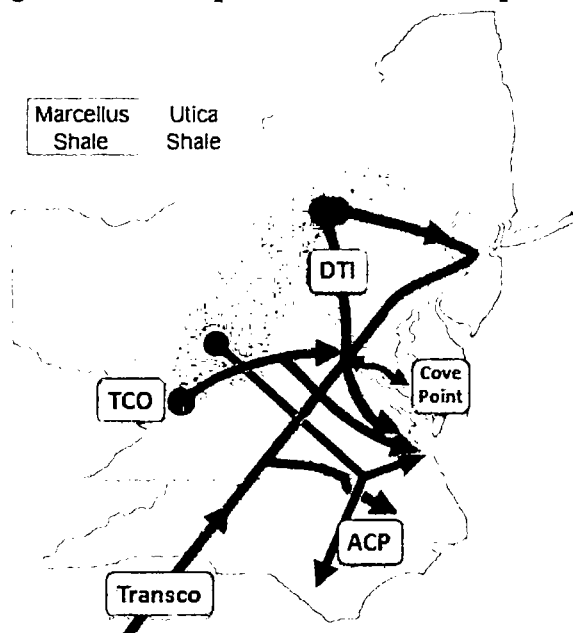 Marcellus Utica
Shale Shale
DTI
Cove
Point
TCO
ACP
Transco